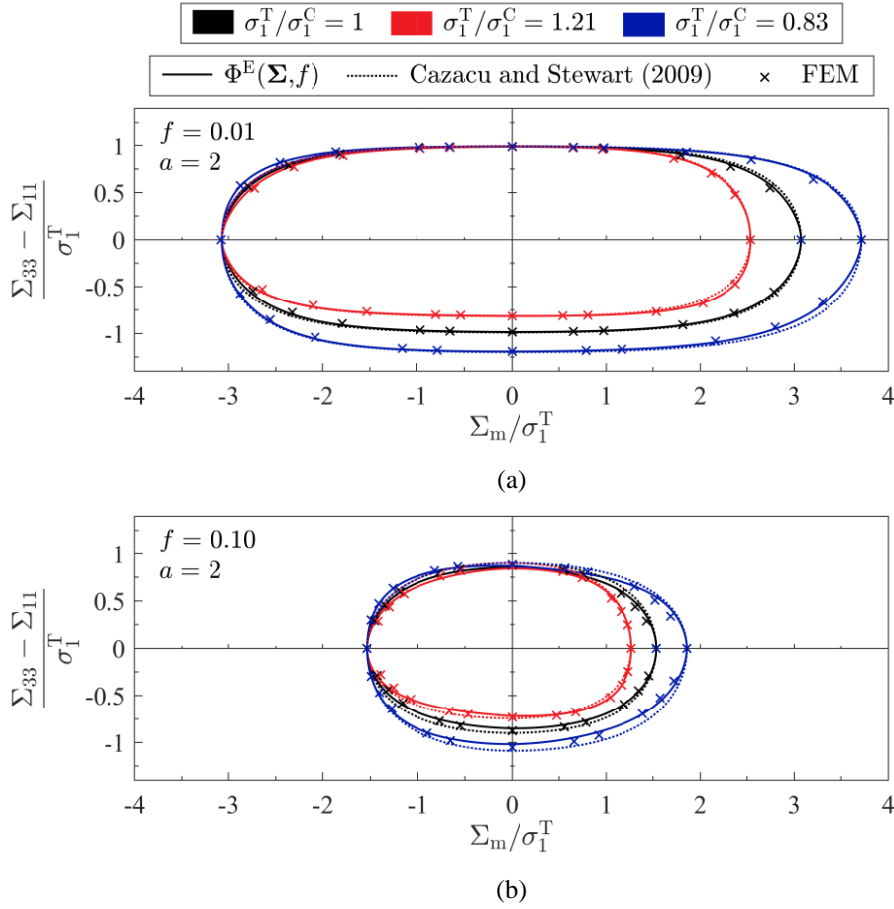 σ₁ᵀ/σ₁ᶜ = 1 σ₁ᵀ/σ₁ᶜ = 1.21 σ₁ᵀ/σ₁ᶜ = 0.83
Φᴱ(Σ,f) Cazacu and Stewart (2009) × FEM
f = 0.01
a = 2
1
0.5
0
-0.5
-1
(Σ₃₃ − Σ₁₁)/σ₁ᵀ
-4 -3 -2 -1 0 1 2 3 4
Σₘ/σ₁ᵀ
(a)
f = 0.10
a = 2
1
0.5
0
-0.5
-1
(Σ₃₃ − Σ₁₁)/σ₁ᵀ
-4 -3 -2 -1 0 1 2 3 4
Σₘ/σ₁ᵀ
(b)